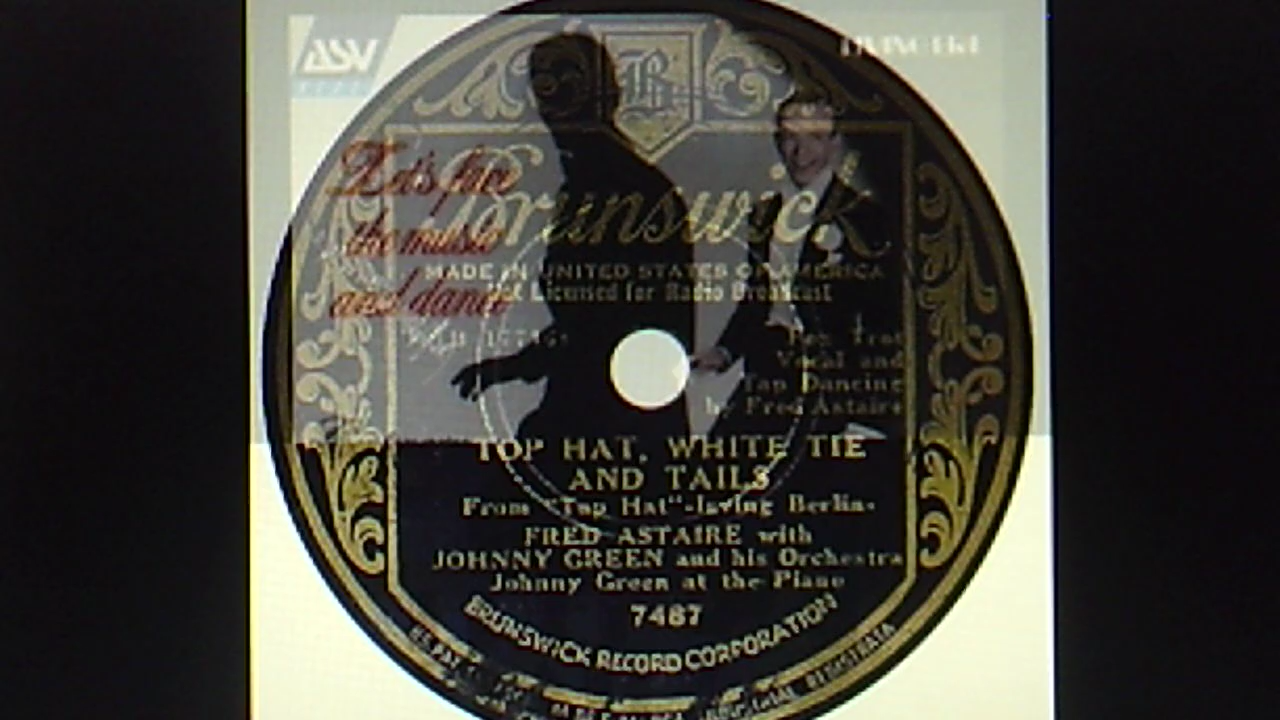 ASV
Let's face
the music
and dance
B
Brunswick
MADE IN UNITED STATES OF AMERICA
Not Licensed for Radio Broadcast
Fox Trot
Vocal and
Tap Dancing
by Fred Astaire
TOP HAT, WHITE TIE
AND TAILS
From "Top Hat"-Irving Berlin-
FRED ASTAIRE with
JOHNNY GREEN and his Orchestra
Johnny Green at the Piano
7487
BRUNSWICK RECORD CORPORATION
REGISTRATA